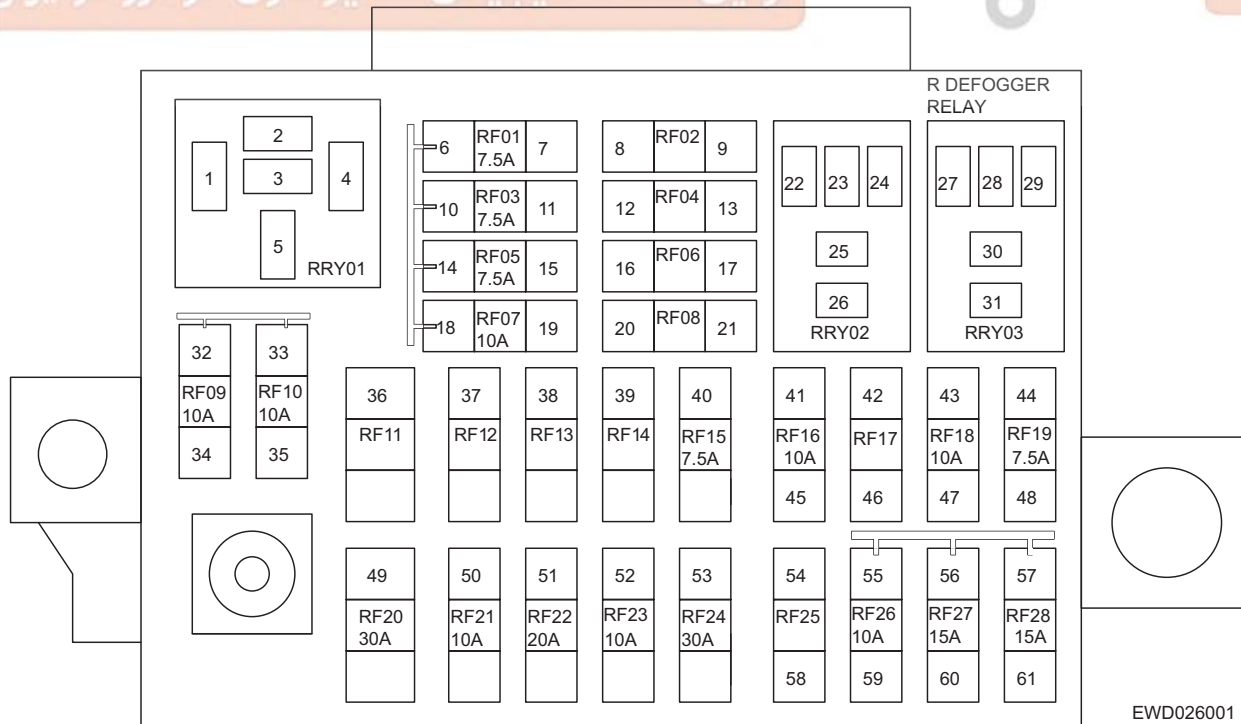 R DEFOGGER
RELAY
1
2
3
4
5
RRY01
6 RF01 7.5A 7
8 RF02 9
10 RF03 7.5A 11
12 RF04 13
14 RF05 7.5A 15
16 RF06 17
18 RF07 10A 19
20 RF08 21
22 23 24
25
26
RRY02
27 28 29
30
31
RRY03
32 33
RF09 10A RF10 10A
34 35
36 37 38 39 40 41 42 43 44
RF11 RF12 RF13 RF14 RF15 7.5A RF16 10A RF17 RF18 10A RF19 7.5A
45 46 47 48
49 50 51 52 53 54 55 56 57
RF20 30A RF21 10A RF22 20A RF23 10A RF24 30A RF25 RF26 10A RF27 15A RF28 15A
58 59 60 61
EWD026001